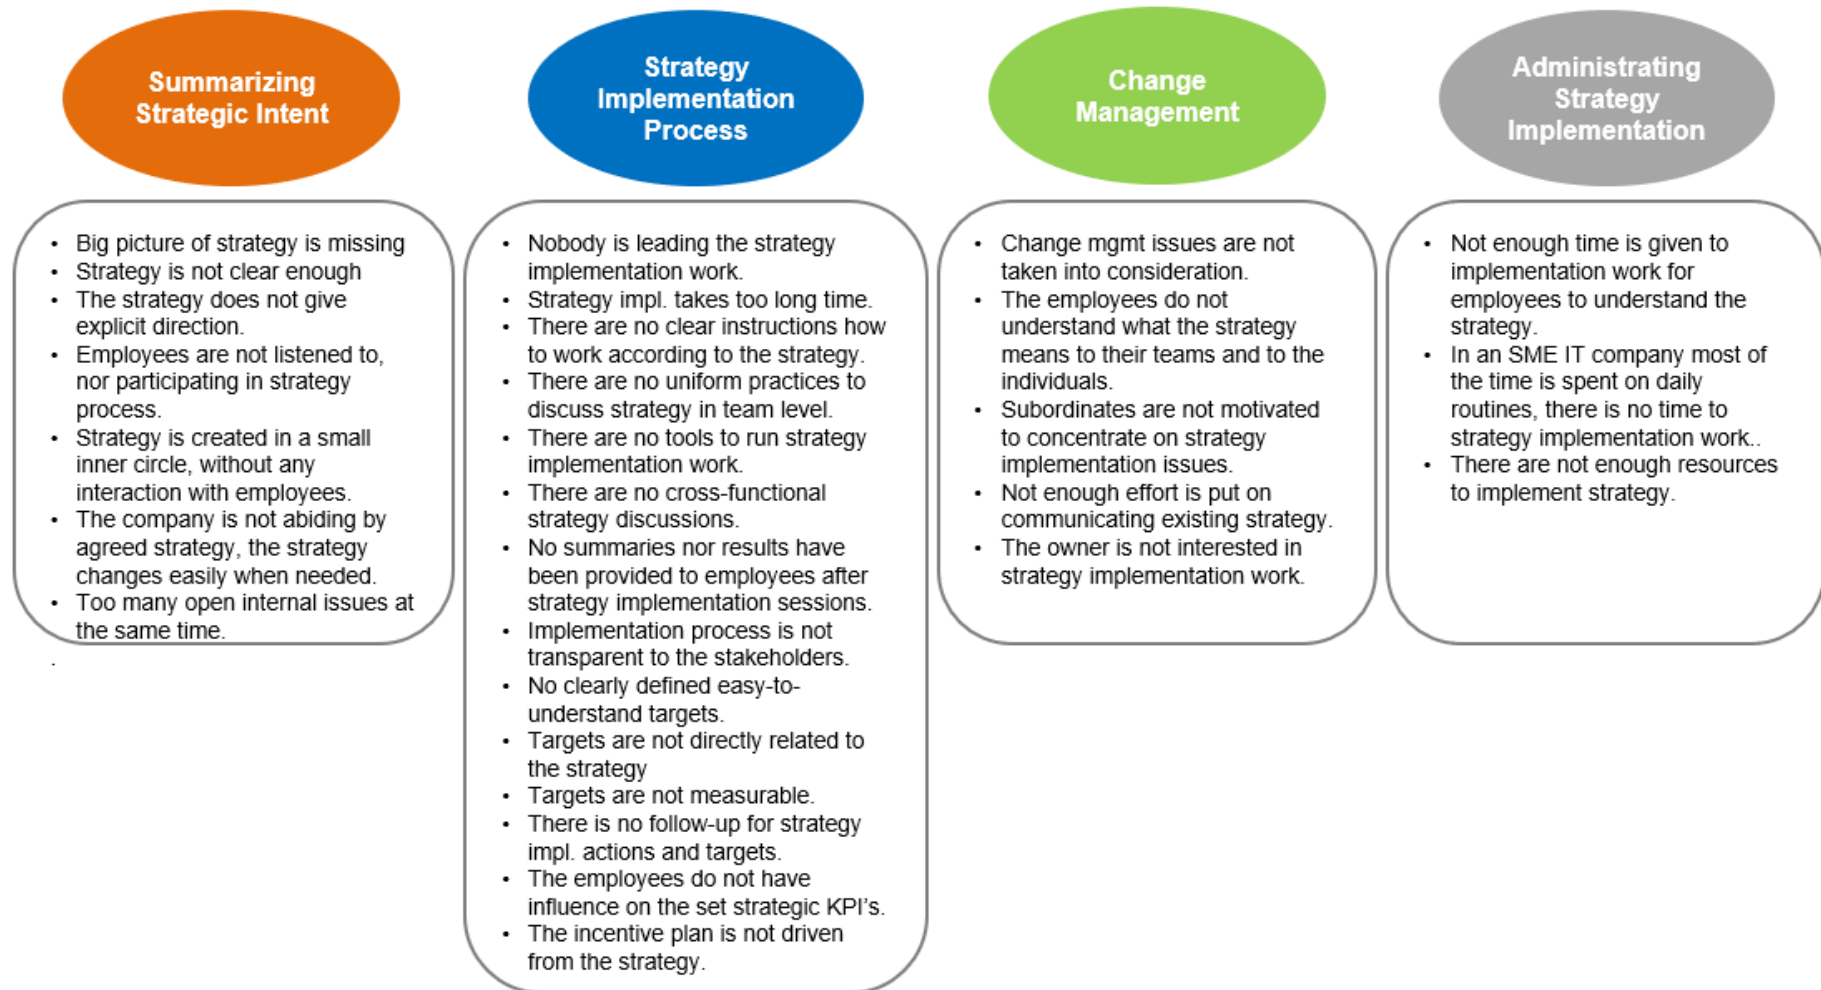 Summarizing
Strategic Intent
Strategy
Implementation
Process
Change
Management
Administrating
Strategy
Implementation
• Big picture of strategy is missing
• Strategy is not clear enough
• The strategy does not give
explicit direction.
• Employees are not listened to,
nor participating in strategy
process.
• Strategy is created in a small
inner circle, without any
interaction with employees.
• The company is not abiding by
agreed strategy, the strategy
changes easily when needed.
• Too many open internal issues at
the same time.
.
• Nobody is leading the strategy
implementation work.
• Strategy impl. takes too long time.
• There are no clear instructions how
to work according to the strategy.
• There are no uniform practices to
discuss strategy in team level.
• There are no tools to run strategy
implementation work.
• There are no cross-functional
strategy discussions.
• No summaries nor results have
been provided to employees after
strategy implementation sessions.
• Implementation process is not
transparent to the stakeholders.
• No clearly defined easy-to-
understand targets.
• Targets are not directly related to
the strategy
• Targets are not measurable.
• There is no follow-up for strategy
impl. actions and targets.
• The employees do not have
influence on the set strategic KPI's.
• The incentive plan is not driven
from the strategy.
• Change mgmt issues are not
taken into consideration.
• The employees do not
understand what the strategy
means to their teams and to the
individuals.
• Subordinates are not motivated
to concentrate on strategy
implementation issues.
• Not enough effort is put on
communicating existing strategy.
• The owner is not interested in
strategy implementation work.
• Not enough time is given to
implementation work for
employees to understand the
strategy.
• In an SME IT company most of
the time is spent on daily
routines, there is no time to
strategy implementation work..
• There are not enough resources
to implement strategy.